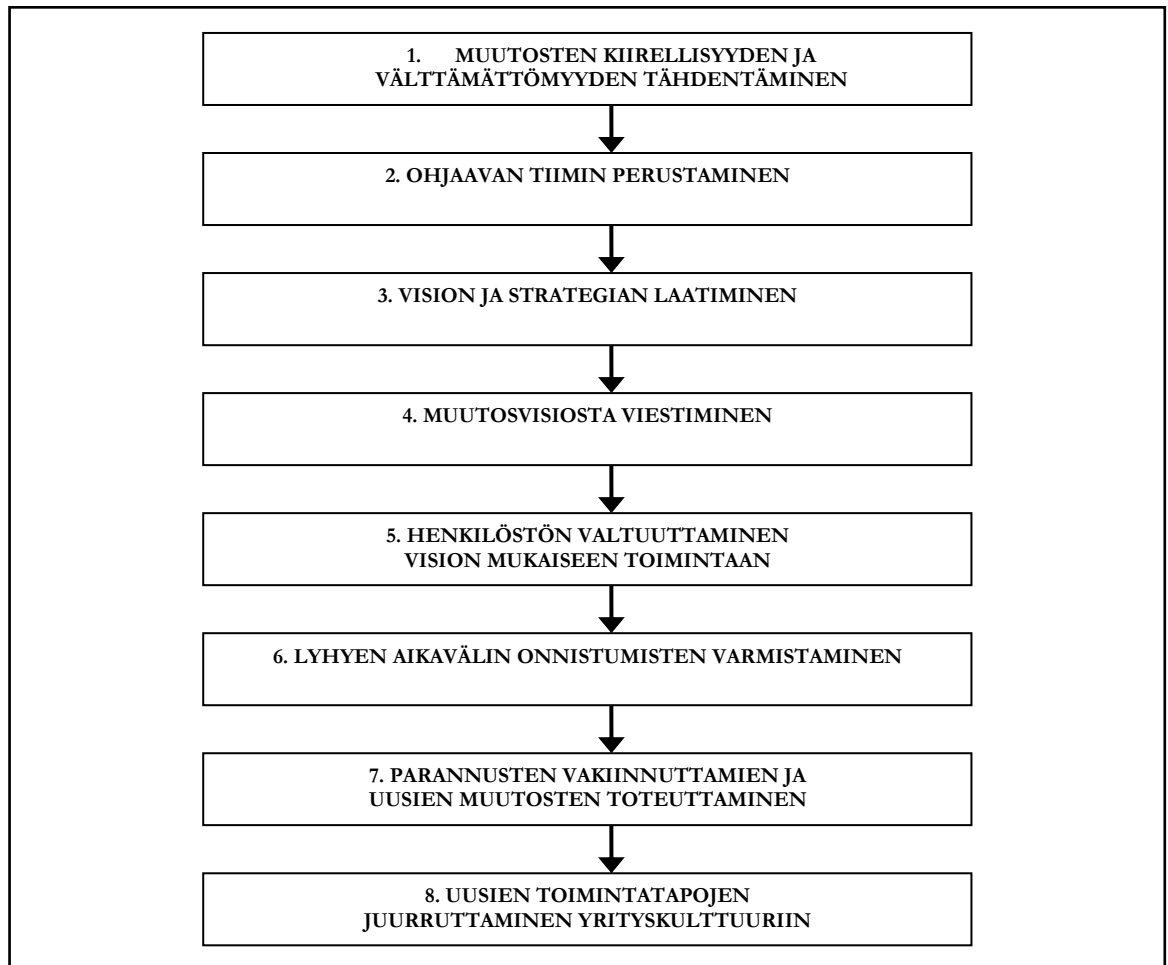 1. MUUTOSTEN KIIRELLISYYDEN JA
VÄLTTÄMÄTTÖMYYDEN TÄHDENTÄMINEN
2. OHJAAVAN TIIMIN PERUSTAMINEN
3. VISION JA STRATEGIAN LAATIMINEN
4. MUUTOSVISIOSTA VIESTIMINEN
5. HENKILÖSTÖN VALTUUTTAMINEN
VISION MUKAISEEN TOIMINTAAN
6. LYHYEN AIKAVÄLIN ONNISTUMISTEN VARMISTAMINEN
7. PARANNUSTEN VAKIINNUTTAMIEN JA
UUSIEN MUUTOSTEN TOTEUTTAMINEN
8. UUSIEN TOIMINTATAPOJEN
JUURRUTTAMINEN YRITYSKULTTUURIIN